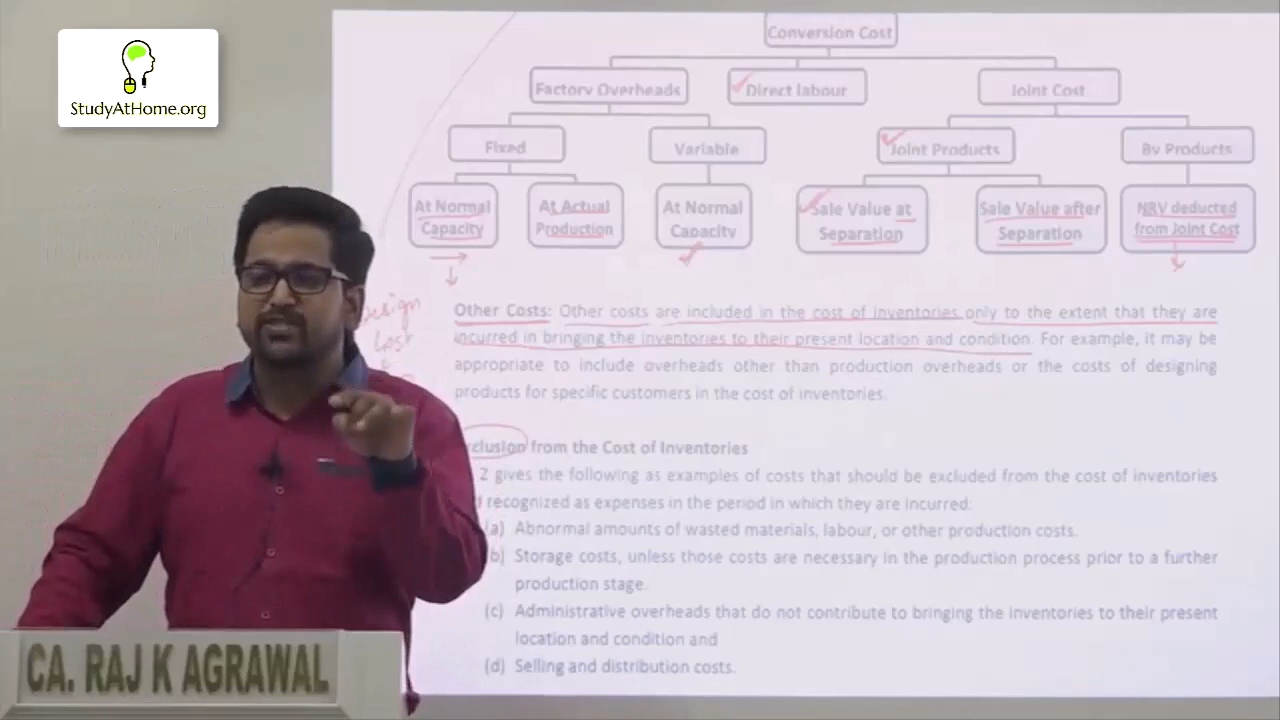 StudyAtHome.org
Conversion Cost
Factory Overheads
Direct labour
Joint Cost
Fixed
Variable
Joint Products
By Products
At Normal
Capacity
At Actual
Production
At Normal
Capacity
Sale Value at
Separation
Sale Value after
Separation
NRV deducted
from Joint Cost
Design
Cost
Other Costs: Other costs are included in the cost of inventories only to the extent that they are
incurred in bringing the inventories to their present location and condition. For example, it may be
appropriate to include overheads other than production overheads or the costs of designing
products for specific customers in the cost of inventories.
clusion from the Cost of Inventories
2 gives the following as examples of costs that should be excluded from the cost of inventories
recognized as expenses in the period in which they are incurred:
(a) Abnormal amounts of wasted materials, labour, or other production costs.
b) Storage costs, unless those costs are necessary in the production process prior to a further
production stage.
(c) Administrative overheads that do not contribute to bringing the inventories to their present
location and condition and
(d) Selling and distribution costs.
CA. RAJ K AGRAWAL